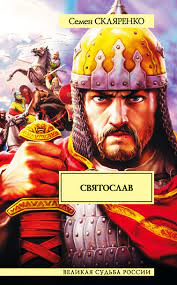 Семен СКЛЯРЕНКО
СВЯТОСЛАВ
ВЕЛИКАЯ СУДЬБА РОССИИ